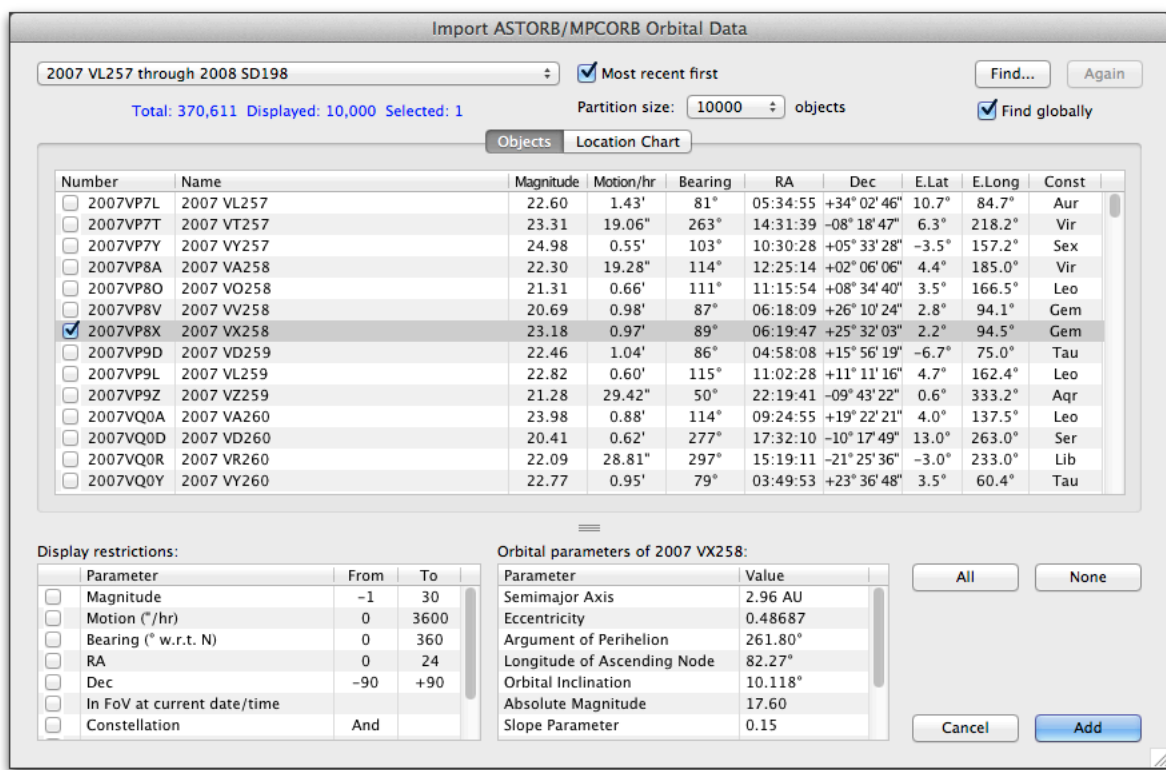 Import ASTORB/MPCORB Orbital Data
2007 VL257 through 2008 SD198 Most recent first Find... Again
Total: 370,611 Displayed: 10,000 Selected: 1 Partition size: 10000 objects Find globally
Objects Location Chart
Number Name Magnitude Motion/hr Bearing RA Dec E.Lat E.Long Const
2007VP7L 2007 VL257 22.60 1.43' 81° 05:34:55 +34° 02' 46" 10.7° 84.7° Aur
2007VP7T 2007 VT257 23.31 19.06" 263° 14:31:39 −08° 18' 47" 6.3° 218.2° Vir
2007VP7Y 2007 VY257 24.98 0.55' 103° 10:30:28 +05° 33' 28" −3.5° 157.2° Sex
2007VP8A 2007 VA258 22.30 19.28" 114° 12:25:14 +02° 06' 06" 4.4° 185.0° Vir
2007VP8O 2007 VO258 21.31 0.66' 111° 11:15:54 +08° 34' 40" 3.5° 166.5° Leo
2007VP8V 2007 VV258 20.69 0.98' 87° 06:18:09 +26° 10' 24" 2.8° 94.1° Gem
2007VP8X 2007 VX258 23.18 0.97' 89° 06:19:47 +25° 32' 03" 2.2° 94.5° Gem
2007VP9D 2007 VD259 22.46 1.04' 86° 04:58:08 +15° 56' 19" −6.7° 75.0° Tau
2007VP9L 2007 VL259 22.82 0.60' 115° 11:02:28 +11° 11' 16" 4.7° 162.4° Leo
2007VP9Z 2007 VZ259 21.28 29.42" 50° 22:19:41 −09° 43' 22" 0.6° 333.2° Aqr
2007VQ0A 2007 VA260 23.98 0.88' 114° 09:24:55 +19° 22' 21" 4.0° 137.5° Leo
2007VQ0D 2007 VD260 20.41 0.62' 277° 17:32:10 −10° 17' 49" 13.0° 263.0° Ser
2007VQ0R 2007 VR260 22.09 28.81" 297° 15:19:11 −21° 25' 36" −3.0° 233.0° Lib
2007VQ0Y 2007 VY260 22.77 0.95' 79° 03:49:53 +23° 36' 48" 3.5° 60.4° Tau
Display restrictions:
Parameter From To
Magnitude −1 30
Motion ("/hr) 0 3600
Bearing (° w.r.t. N) 0 360
RA 0 24
Dec −90 +90
In FoV at current date/time
Constellation And
Orbital parameters of 2007 VX258:
Parameter Value
Semimajor Axis 2.96 AU
Eccentricity 0.48687
Argument of Perihelion 261.80°
Longitude of Ascending Node 82.27°
Orbital Inclination 10.118°
Absolute Magnitude 17.60
Slope Parameter 0.15
All None
Cancel Add